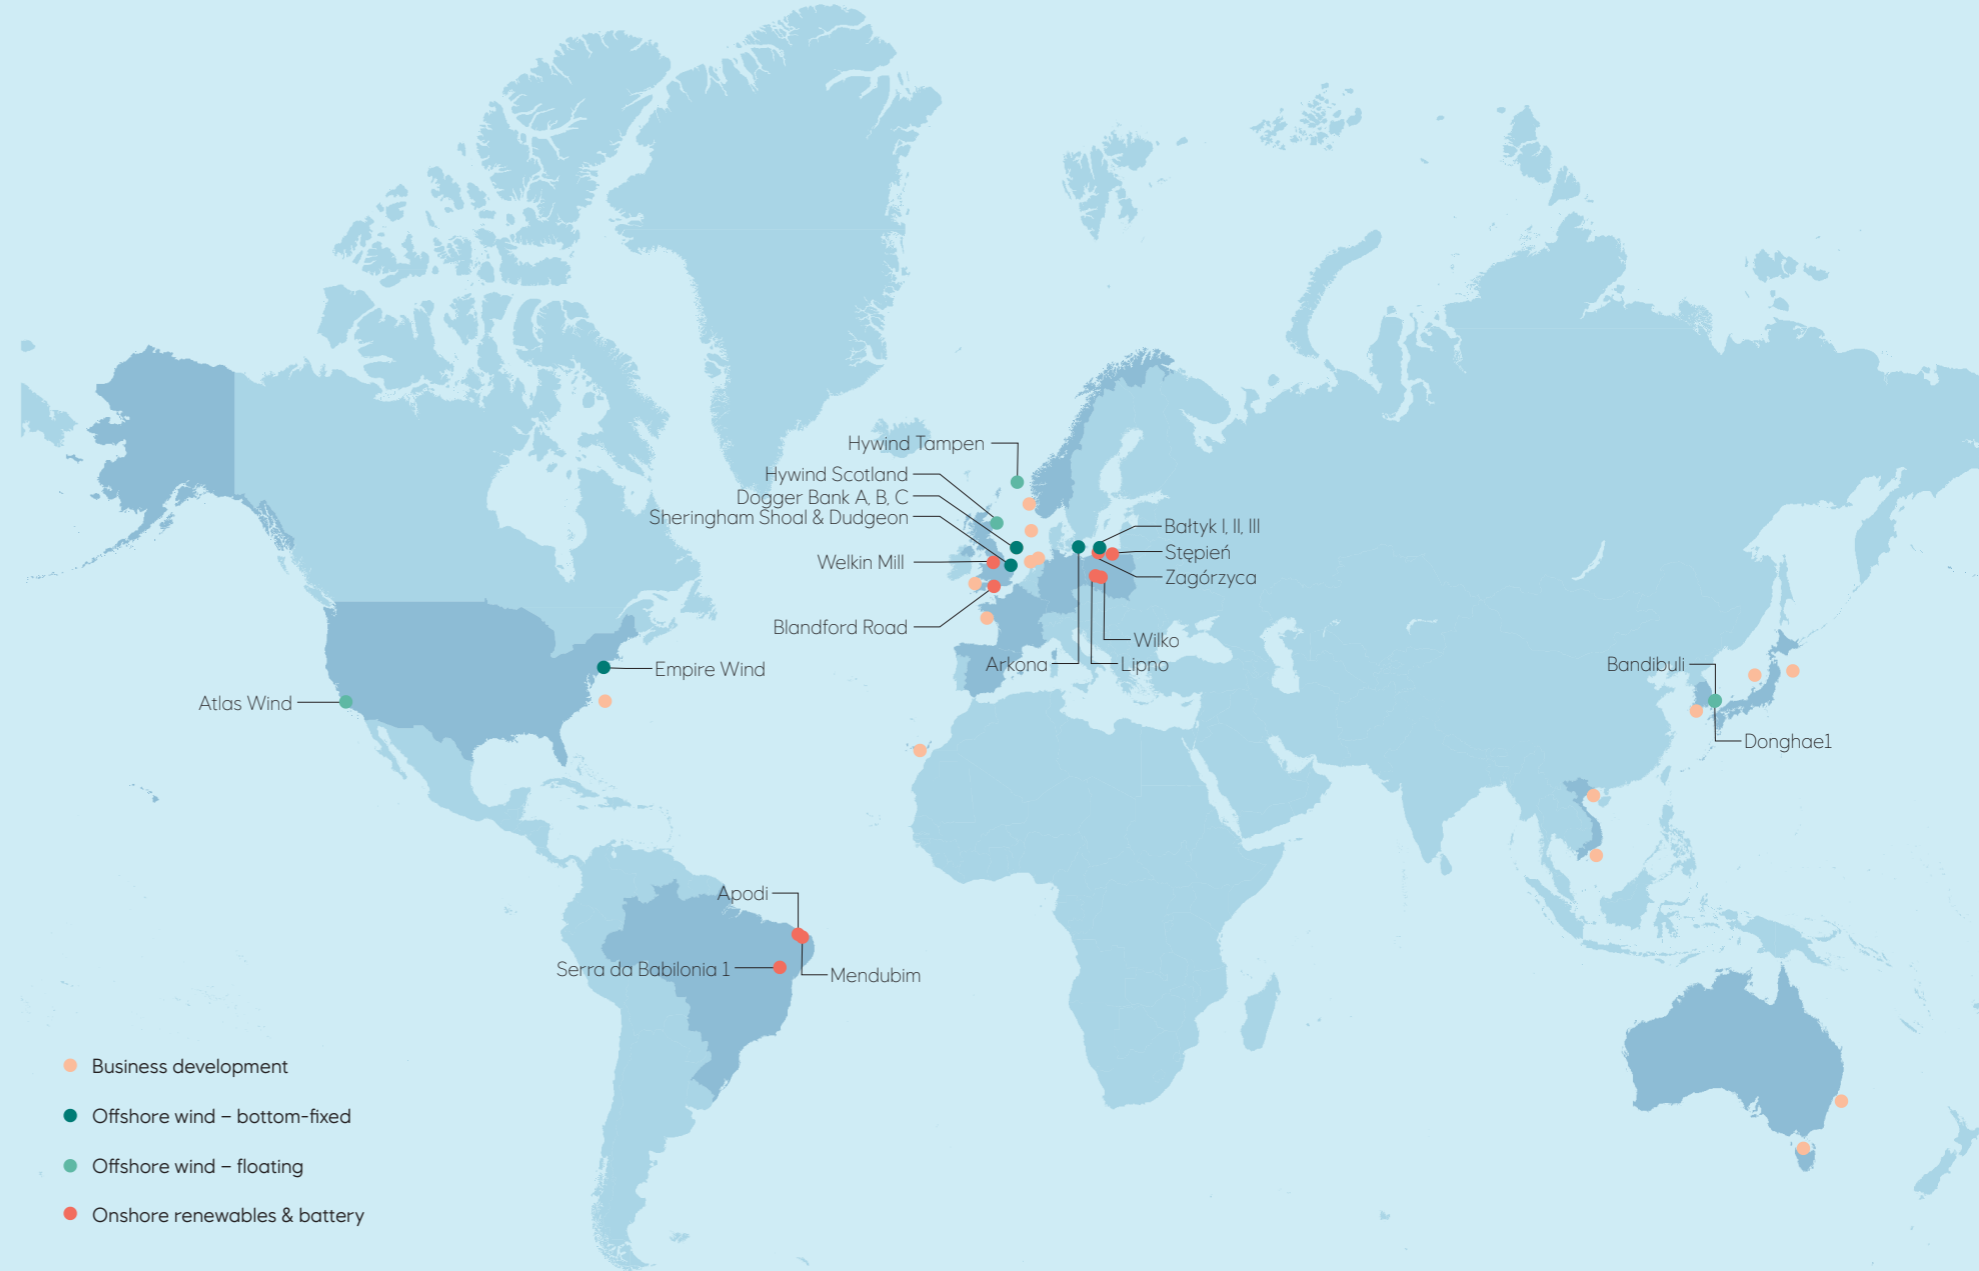 Hywind Tampen
Hywind Scotland
Dogger Bank A, B, C
Sheringham Shoal & Dudgeon
Bałtyk I, II, III
Stępień
Welkin Mill
Zagórzyca
Blandford Road
Wilko
Arkona
Lipno
Bandibuli
Empire Wind
Atlas Wind
Donghae1
Apodi
Serra da Babilonia 1
Mendubim
Business development
Offshore wind – bottom-fixed
Offshore wind – floating
Onshore renewables & battery